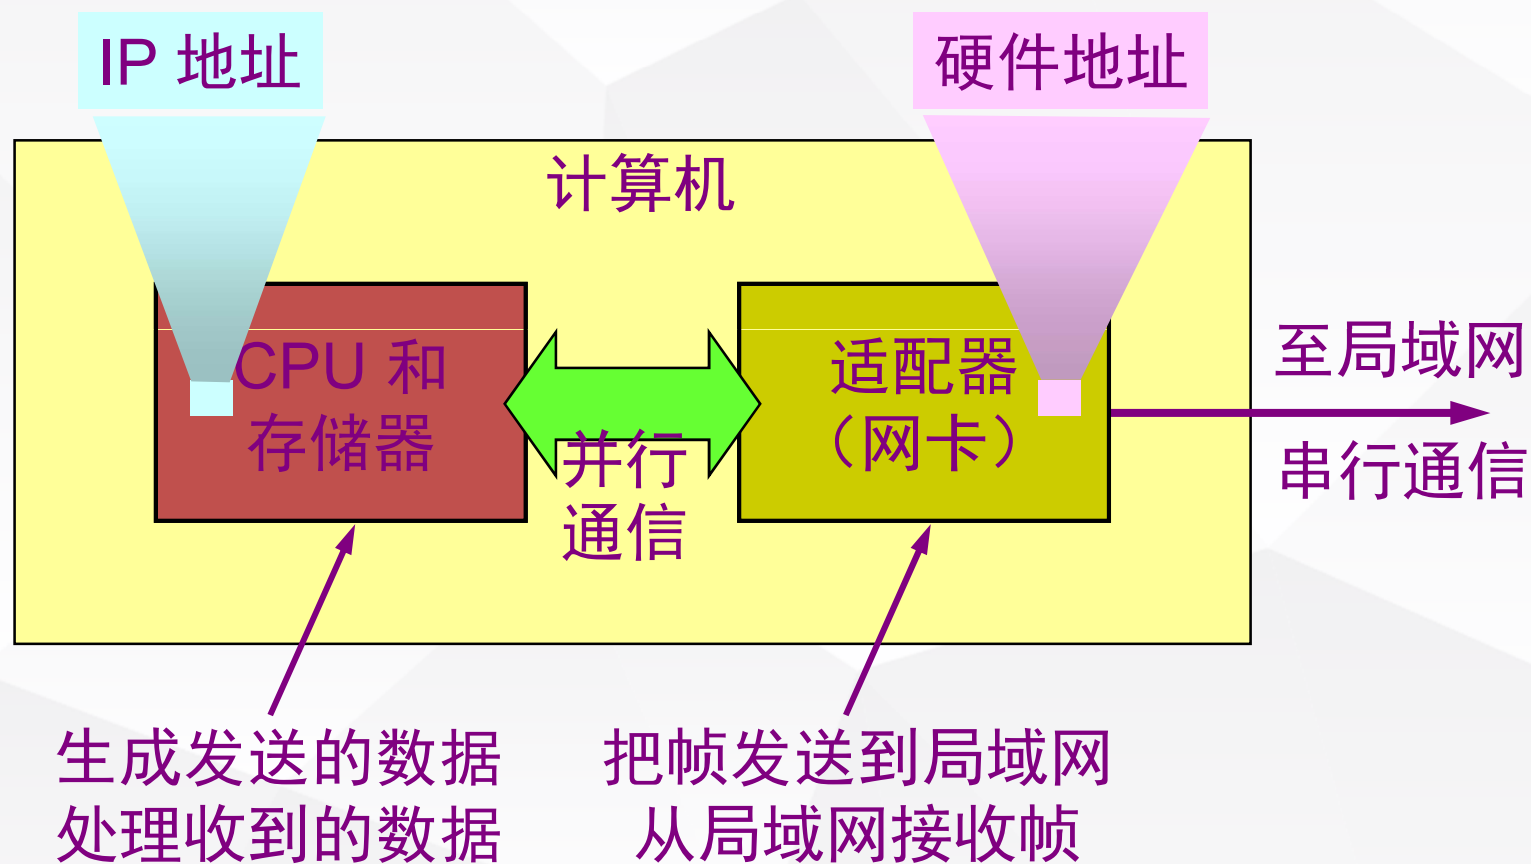 IP 地址
硬件地址
计算机
CPU 和
存储器
并行
通信
适配器
（网卡）
至局域网
串行通信
生成发送的数据
处理收到的数据
把帧发送到局域网
从局域网接收帧